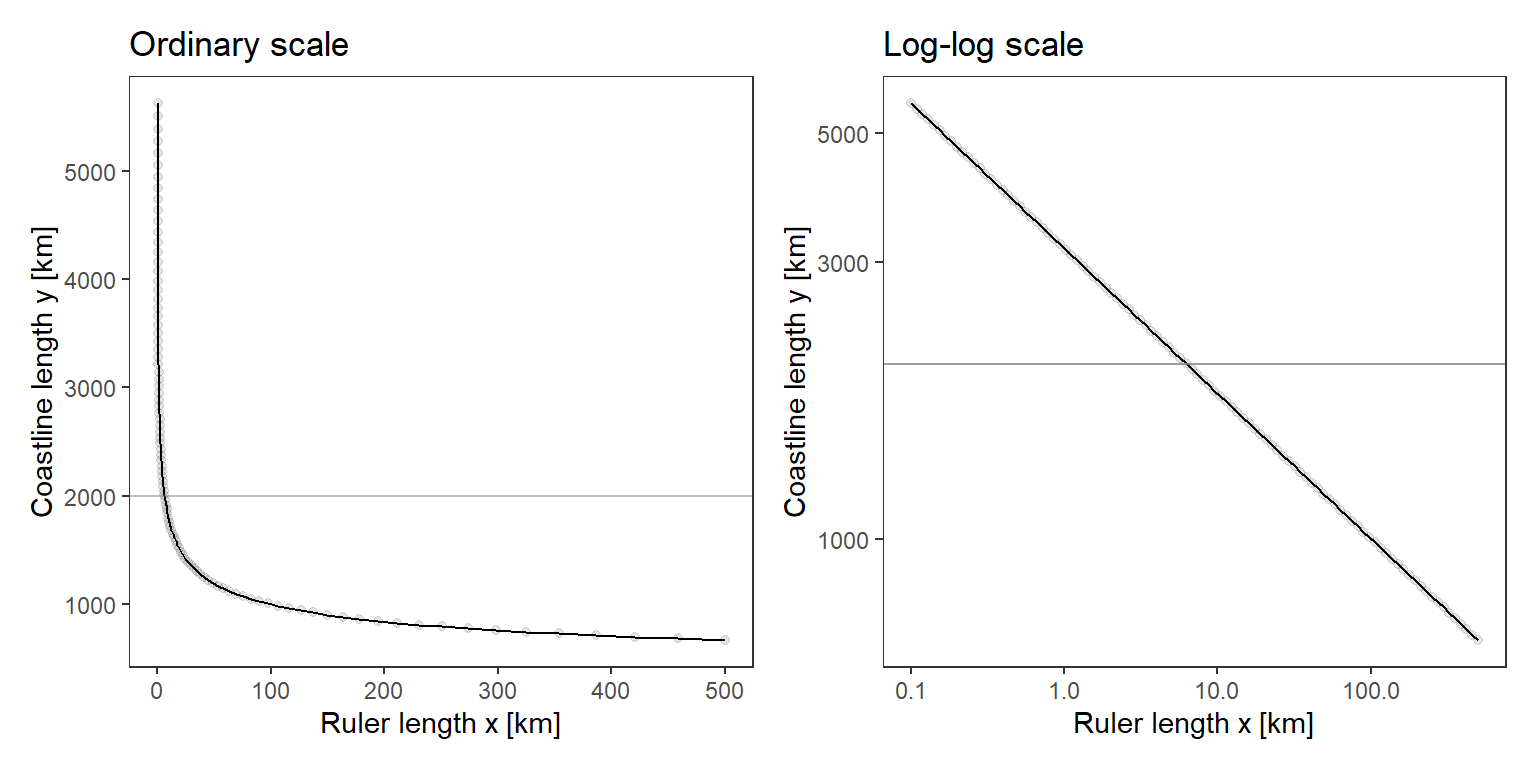 Ordinary scale
Coastline length y [km]
5000
4000
3000
2000
1000
0 100 200 300 400 500
Ruler length x [km]
Log-log scale
Coastline length y [km]
5000
3000
1000
0.1 1.0 10.0 100.0
Ruler length x [km]